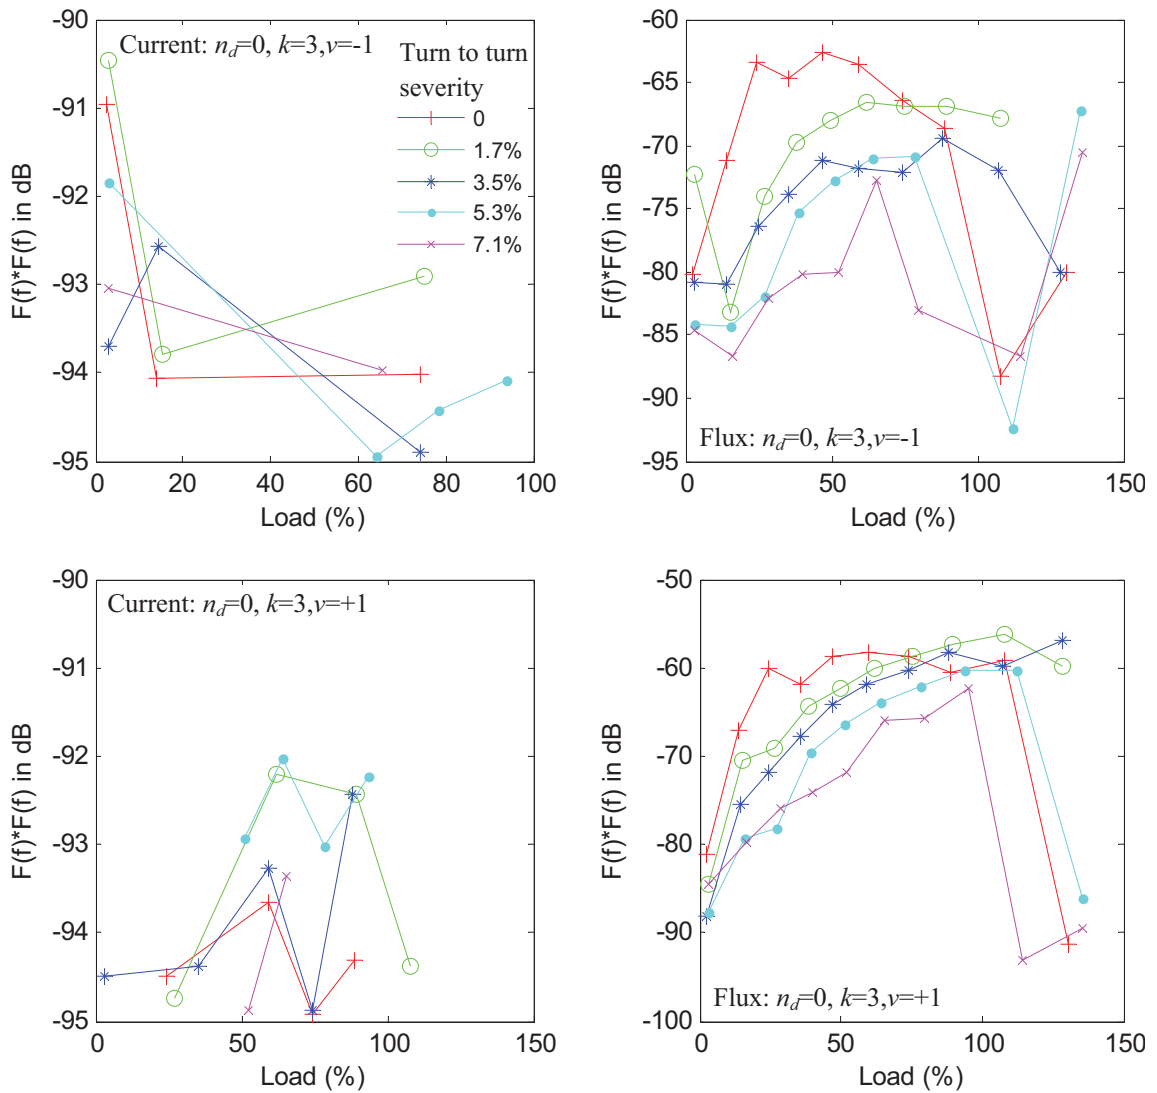 Current: n_d=0, k=3,v=-1
Turn to turn
severity
0
1.7%
3.5%
5.3%
7.1%
-90
-91
-92
-93
-94
-95
0 20 40 60 80 100
Load (%)
F(f)*F(f) in dB
Flux: n_d=0, k=3,v=-1
-60
-65
-70
-75
-80
-85
-90
-95
0 50 100 150
Load (%)
F(f)*F(f) in dB
Current: n_d=0, k=3,v=+1
-90
-91
-92
-93
-94
-95
0 50 100 150
Load (%)
F(f)*F(f) in dB
Flux: n_d=0, k=3,v=+1
-50
-60
-70
-80
-90
-100
0 50 100 150
Load (%)
F(f)*F(f) in dB